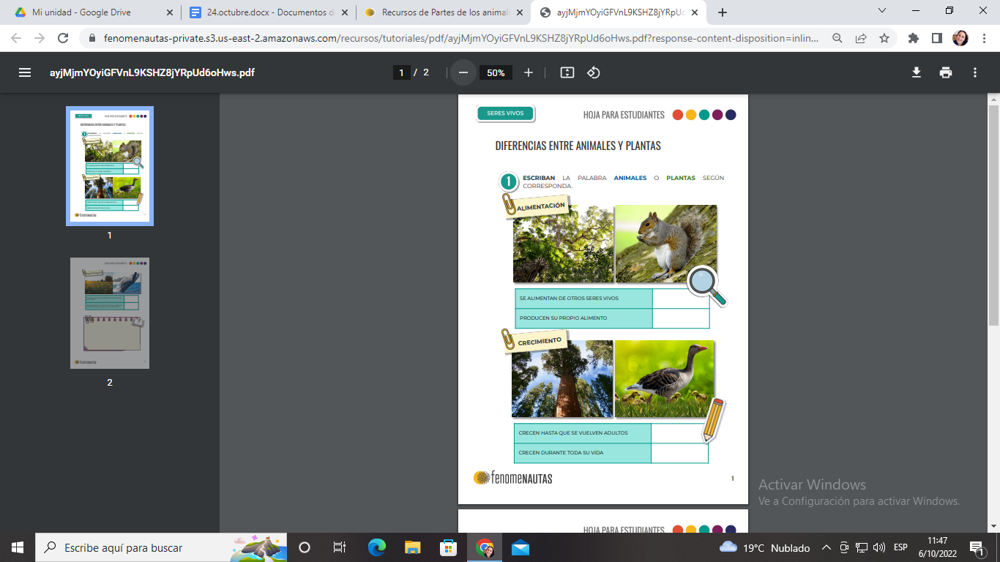 Mi unidad - Google Drive
24.octubre.docx - Documentos d
Recursos de Partes de los animale
ayjMjmYOyiGFVnL9KSHZ8jYRpUd
fenomenautas-private.s3.us-east-2.amazonaws.com/recursos/tutoriales/pdf/ayjMjmYOyiGFVnL9KSHZ8jYRpUd6oHws.pdf?response-content-disposition=inlin...
ayjMjmYOyiGFVnL9KSHZ8jYRpUd6oHws.pdf
1 / 2
50%
1
2
SERES VIVOS
HOJA PARA ESTUDIANTES
DIFERENCIAS ENTRE ANIMALES Y PLANTAS
1
ESCRIBAN LA PALABRA ANIMALES O PLANTAS SEGÚN
CORRESPONDA.
ALIMENTACIÓN
SE ALIMENTAN DE OTROS SERES VIVOS
PRODUCEN SU PROPIO ALIMENTO
CRECIMIENTO
CRECEN HASTA QUE SE VUELVEN ADULTOS
CRECEN DURANTE TODA SU VIDA
fenomeNAUTAS
1
HOJA PARA ESTUDIANTES
Activar Windows
Ve a Configuración para activar Windows.
Escribe aquí para buscar
19°C Nublado
ESP
11:47
6/10/2022
1